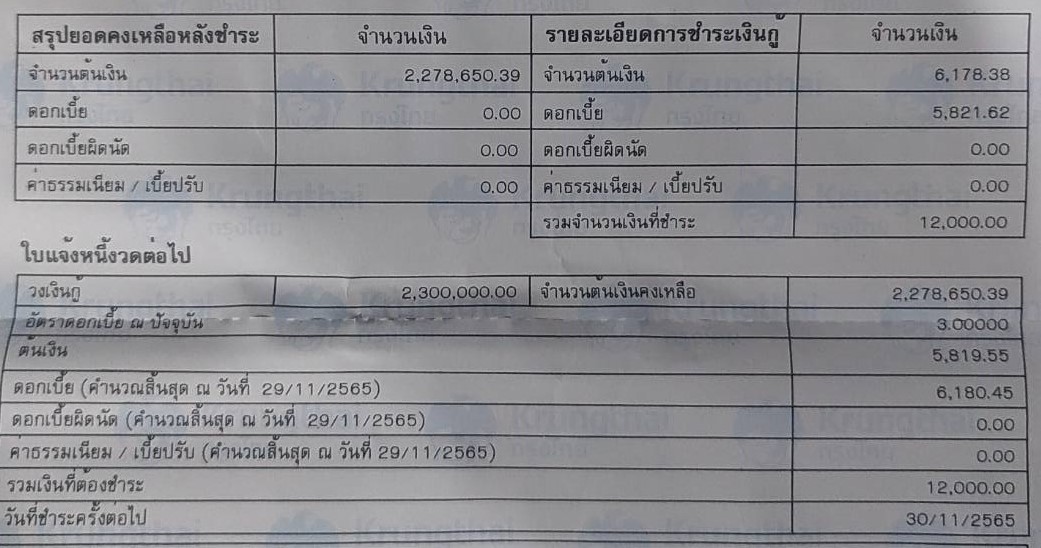 สรุปยอดคงเหลือหลังชำระ จำนวนเงิน รายละเอียดการชำระเงินกู้ จำนวนเงิน
จำนวนต้นเงิน 2,278,650.39 จำนวนต้นเงิน 6,178.38
ดอกเบี้ย 0.00 ดอกเบี้ย 5,821.62
ดอกเบี้ยผิดนัด 0.00 ดอกเบี้ยผิดนัด 0.00
ค่าธรรมเนียม / เบี้ยปรับ 0.00 ค่าธรรมเนียม / เบี้ยปรับ 0.00
รวมจำนวนเงินที่ชำระ 12,000.00
ใบแจ้งหนี้งวดต่อไป
วงเงินกู้ 2,300,000.00 จำนวนต้นเงินคงเหลือ 2,278,650.39
อัตราดอกเบี้ย ณ ปัจจุบัน 3.00000
ต้นเงิน 5,819.55
ดอกเบี้ย (คำนวณสิ้นสุด ณ วันที่ 29/11/2565) 6,180.45
ดอกเบี้ยผิดนัด (คำนวณสิ้นสุด ณ วันที่ 29/11/2565) 0.00
ค่าธรรมเนียม / เบี้ยปรับ (คำนวณสิ้นสุด ณ วันที่ 29/11/2565) 0.00
รวมเงินที่ต้องชำระ 12,000.00
วันที่ชำระครั้งต่อไป 30/11/2565